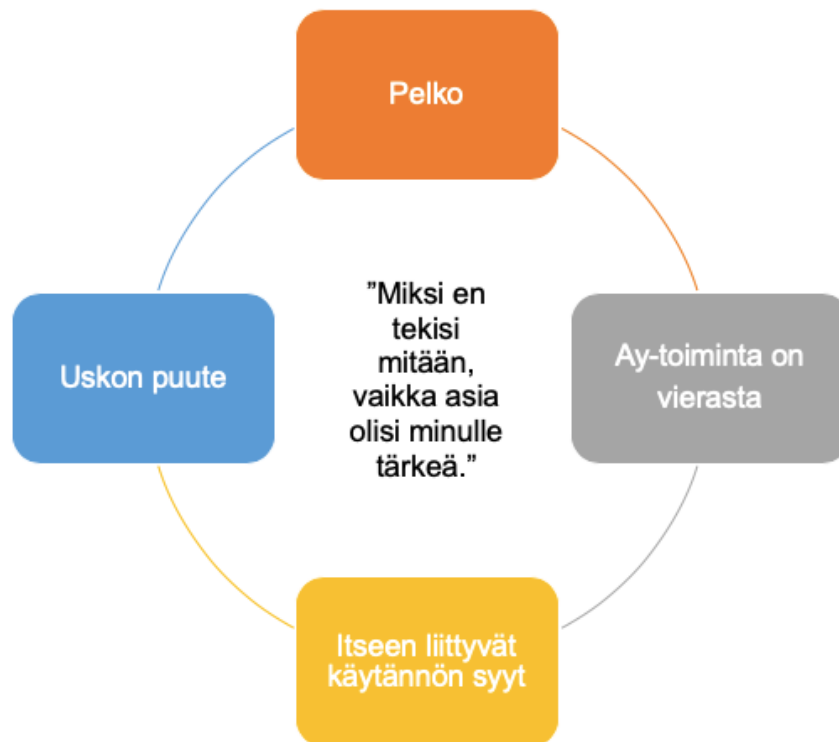 Pelko
"Miksi en
tekisi
mitään,
vaikka asia
olisi minulle
tärkeä."
Uskon puute
Ay-toiminta on
vierasta
Itseen liittyvät
käytännön syyt